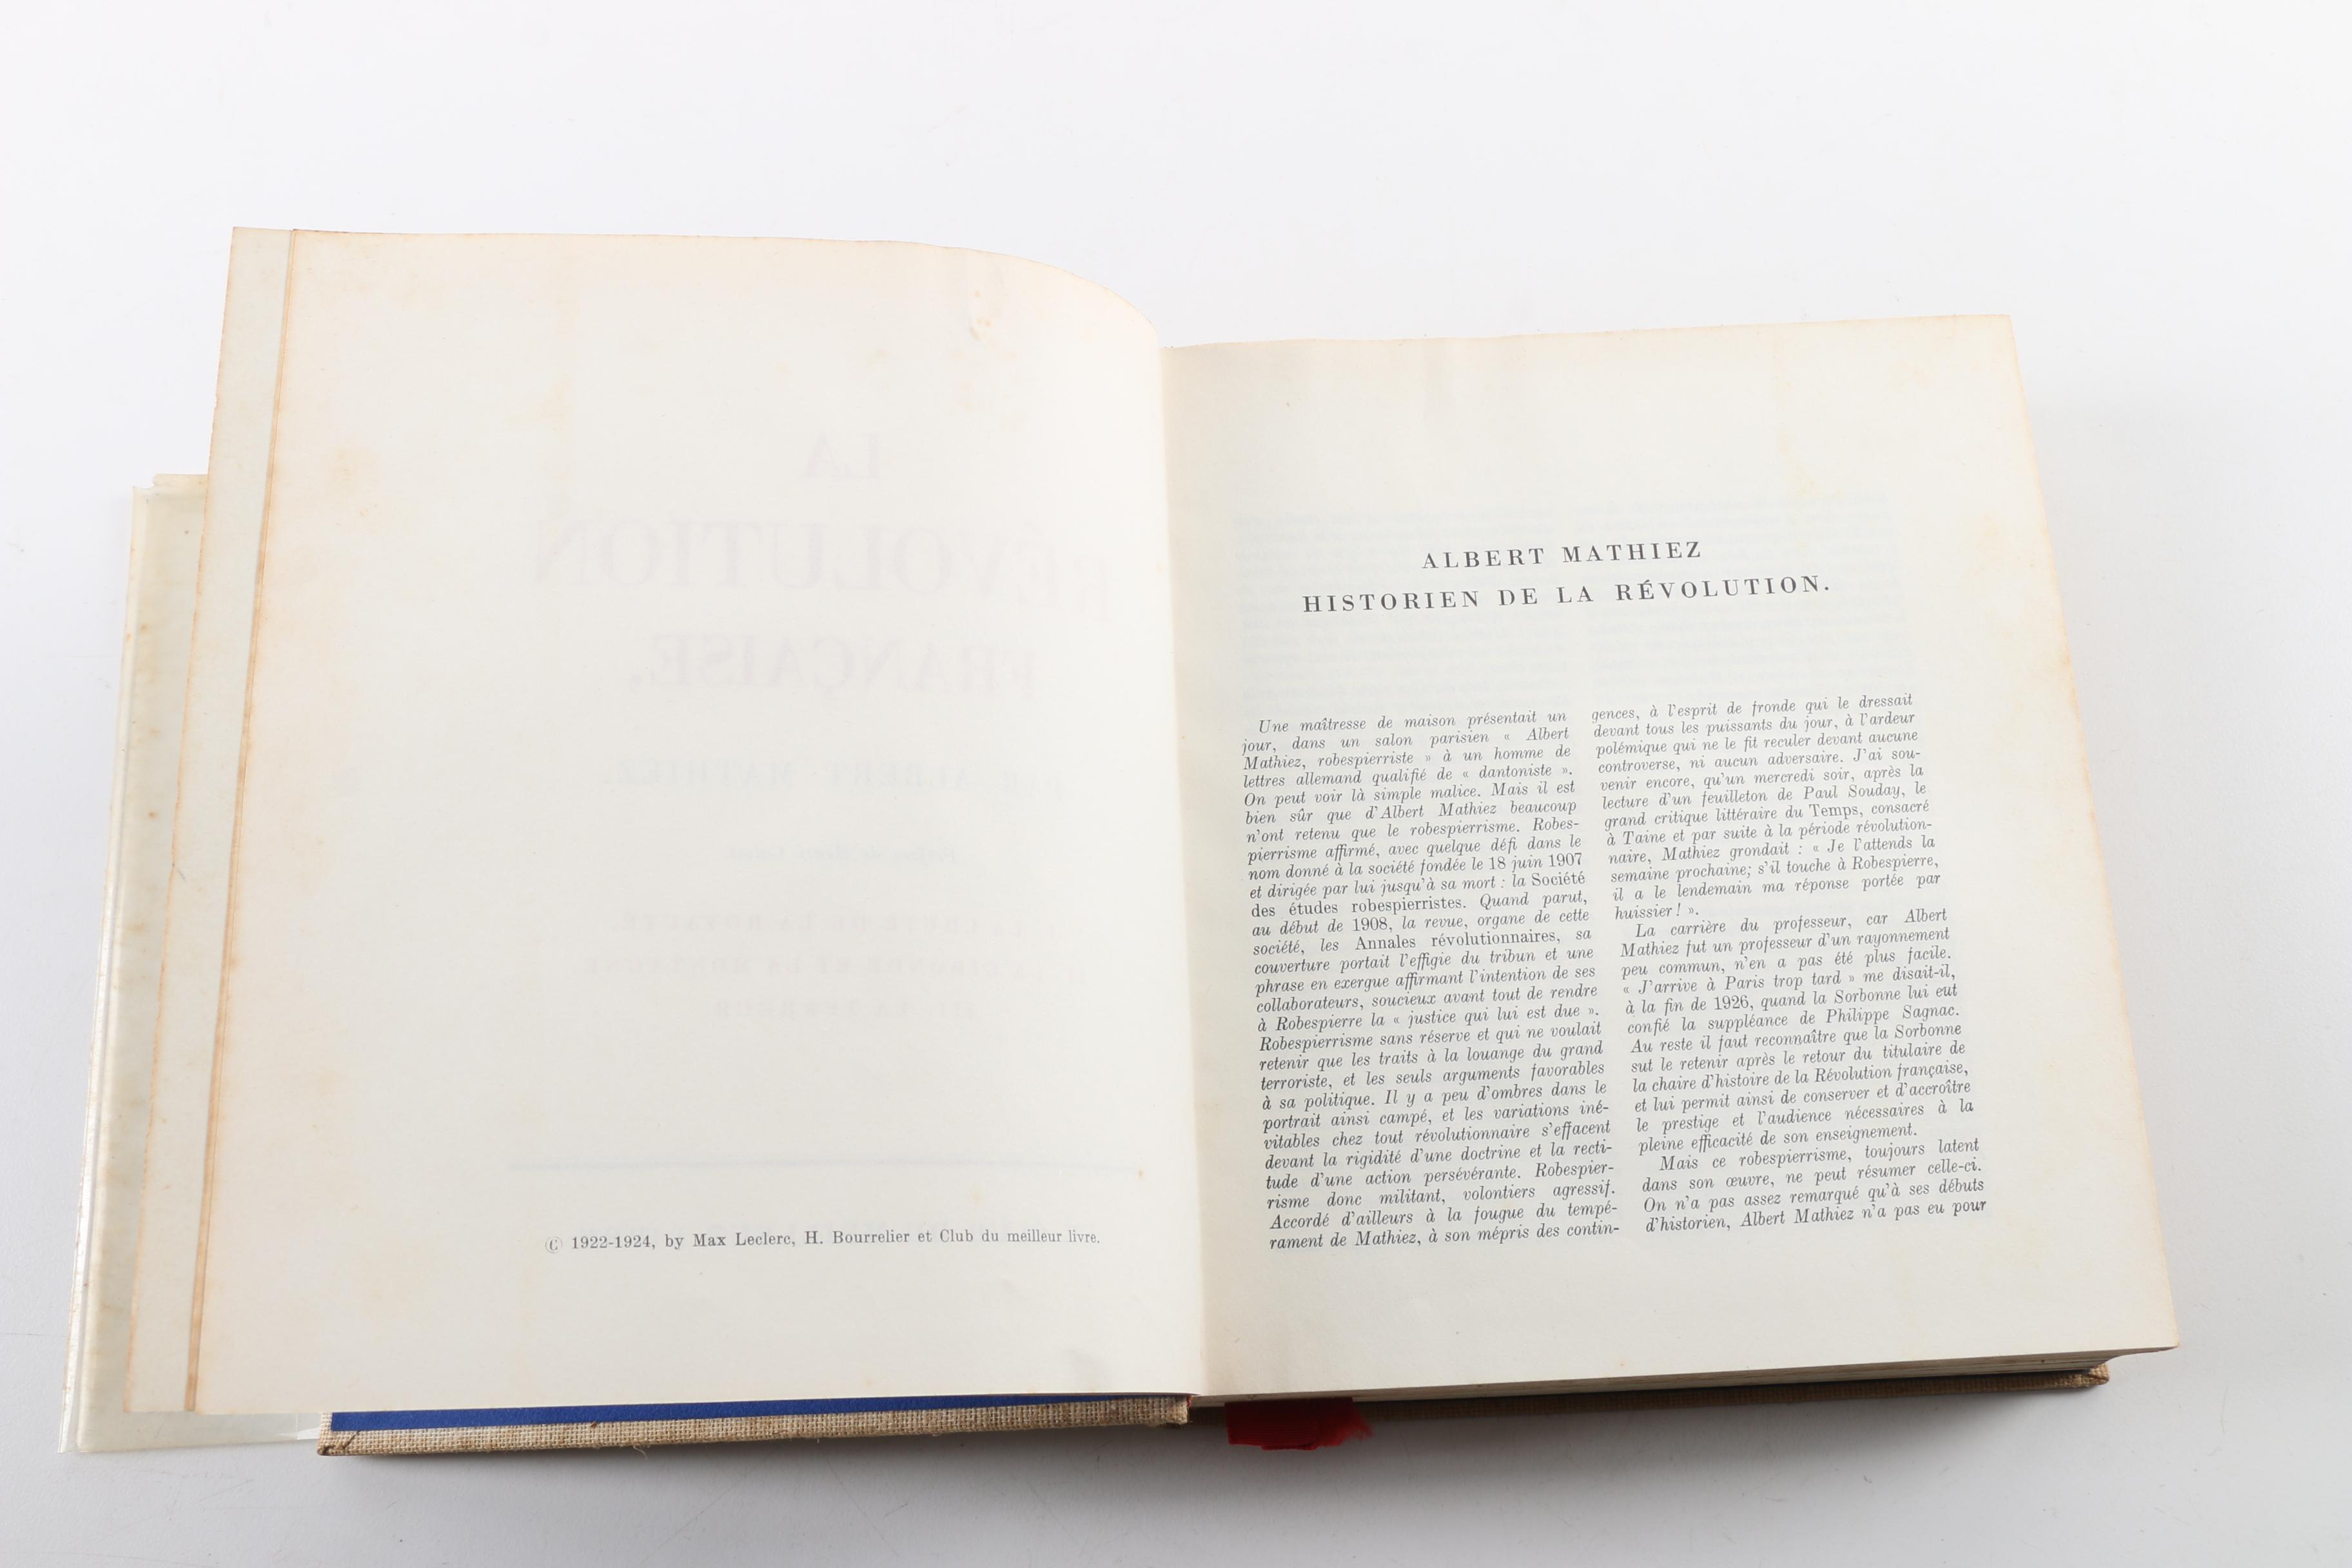 LA
RÉVOLUTION
FRANÇAISE.
© 1922-1924, by Max Leclerc, H. Bourrelier et Club du meilleur livre.
ALBERT MATHIEZ
HISTORIEN DE LA RÉVOLUTION.
Une maîtresse de maison présentait un
jour, dans un salon parisien « Albert
Mathiez, robespierriste » à un homme de
lettres allemand qualifié de « dantoniste ».
On peut voir là simple malice. Mais il est
bien sûr que d'Albert Mathiez beaucoup
n'ont retenu que le robespierrisme. Robes-
pierrisme affirmé, avec quelque défi dans le
nom donné à la société fondée le 18 juin 1907
et dirigée par lui jusqu'à sa mort : la Société
des études robespierristes. Quand parut,
au début de 1908, la revue, organe de cette
société, les Annales révolutionnaires, sa
couverture portait l'effigie du tribun et une
phrase en exergue affirmant l'intention de ses
collaborateurs, soucieux avant tout de rendre
à Robespierre la « justice qui lui est due ».
Robespierrisme sans réserve et qui ne voulait
retenir que les traits à la louange du grand
terroriste, et les seuls arguments favorables
à sa politique. Il y a peu d'ombres dans le
portrait ainsi campé, et les variations iné-
vitables chez tout révolutionnaire s'effacent
devant la rigidité d'une doctrine et la recti-
tude d'une action persévérante. Robespier-
risme donc militant, volontiers agressif.
Accordé d'ailleurs à la fougue du tempé-
rament de Mathiez, à son mépris des contin-
gences, à l'esprit de fronde qui le dressait
devant tous les puissants du jour, à l'ardeur
polémique qui ne le fit reculer devant aucune
controverse, ni aucun adversaire. J'ai sou-
venir encore, qu'un mercredi soir, après la
lecture d'un feuilleton de Paul Souday, le
grand critique littéraire du Temps, consacré
à Taine et par suite à la période révolution-
naire, Mathiez grondait : « Je l'attends la
semaine prochaine; s'il touche à Robespierre,
il a le lendemain ma réponse portée par
huissier ! ».
La carrière du professeur, car Albert
Mathiez fut un professeur d'un rayonnement
peu commun, n'en a pas été plus facile.
« J'arrive à Paris trop tard » me disait-il,
à la fin de 1926, quand la Sorbonne lui eut
confié la suppléance de Philippe Sagnac.
Au reste il faut reconnaître que la Sorbonne
sut le retenir après le retour du titulaire de
la chaire d'histoire de la Révolution française,
et lui permit ainsi de conserver et d'accroître
le prestige et l'audience nécessaires à la
pleine efficacité de son enseignement.
Mais ce robespierrisme, toujours latent
dans son œuvre, ne peut résumer celle-ci.
On n'a pas assez remarqué qu'à ses débuts
d'historien, Albert Mathiez n'a pas eu pour